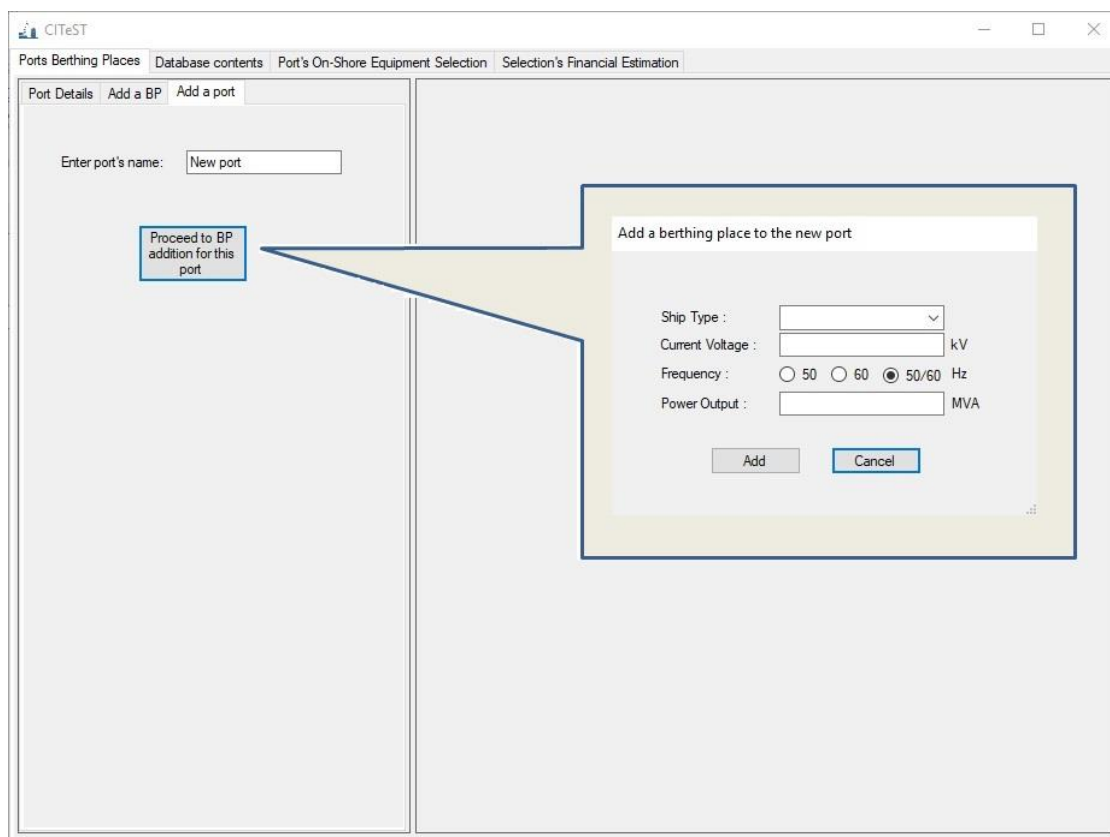 CITeST
Ports Berthing Places Database contents Port's On-Shore Equipment Selection Selection's Financial Estimation
Port Details Add a BP Add a port
Enter port's name: New port
Proceed to BP
addition for this
port
Add a berthing place to the new port
Ship Type :
Current Voltage : kV
Frequency : 50 60 50/60 Hz
Power Output : MVA
Add Cancel